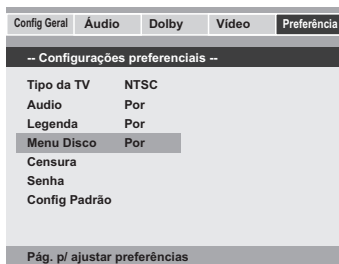 Config Geral Áudio Dolby Vídeo Preferência
-- Configurações preferenciais --
Tipo da TV NTSC
Audio Por
Legenda Por
Menu Disco Por
Censura
Senha
Config Padrão
Pág. p/ ajustar preferências